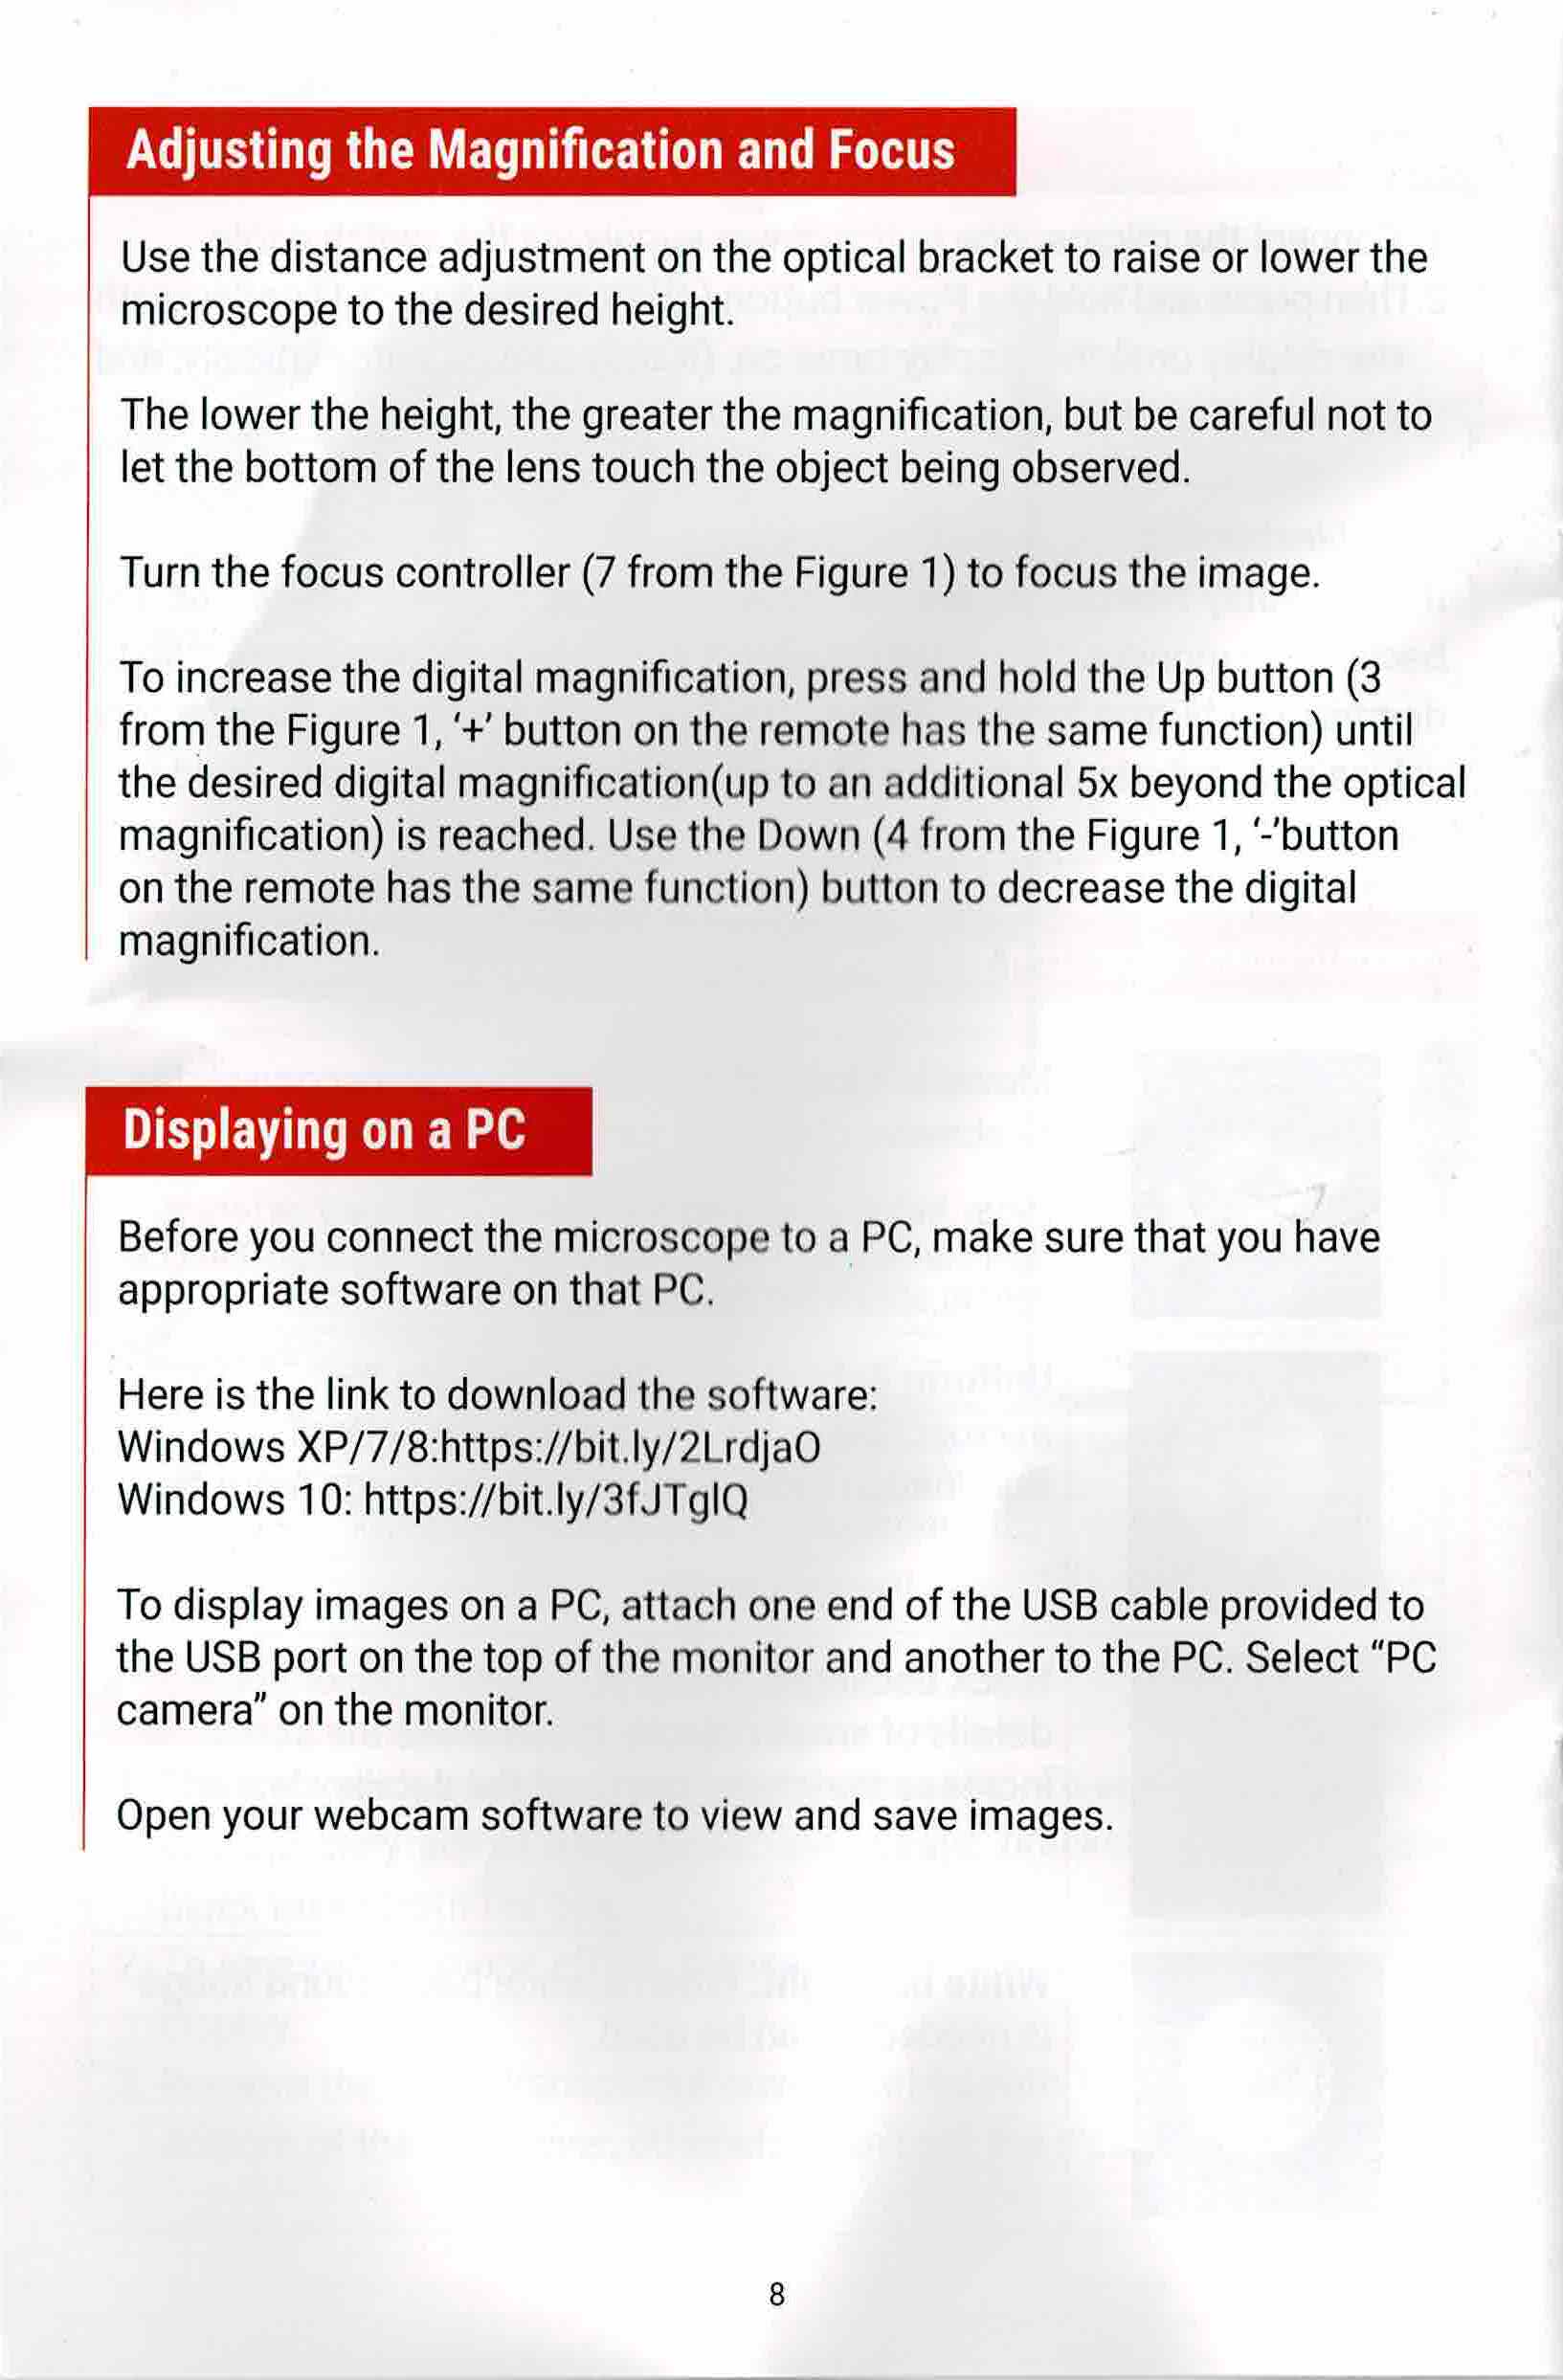 Adjusting the Magnification and Focus
Use the distance adjustment on the optical bracket to raise or lower the
microscope to the desired height.
The lower the height, the greater the magnification, but be careful not to
let the bottom of the lens touch the object being observed.
Turn the focus controller (7 from the Figure 1) to focus the image.
To increase the digital magnification, press and hold the Up button (3
from the Figure 1, ‘+’ button on the remote has the same function) until
the desired digital magnification(up to an additional 5x beyond the optical
magnification) is reached. Use the Down (4 from the Figure 1, ‘-’button
on the remote has the same function) button to decrease the digital
magnification.
Displaying on a PC
Before you connect the microscope to a PC, make sure that you have
appropriate software on that PC.
Here is the link to download the software:
Windows XP/7/8:https://bit.ly/2LrdjaO
Windows 10: https://bit.ly/3fJTglQ
To display images on a PC, attach one end of the USB cable provided to
the USB port on the top of the monitor and another to the PC. Select “PC
camera” on the monitor.
Open your webcam software to view and save images.
8